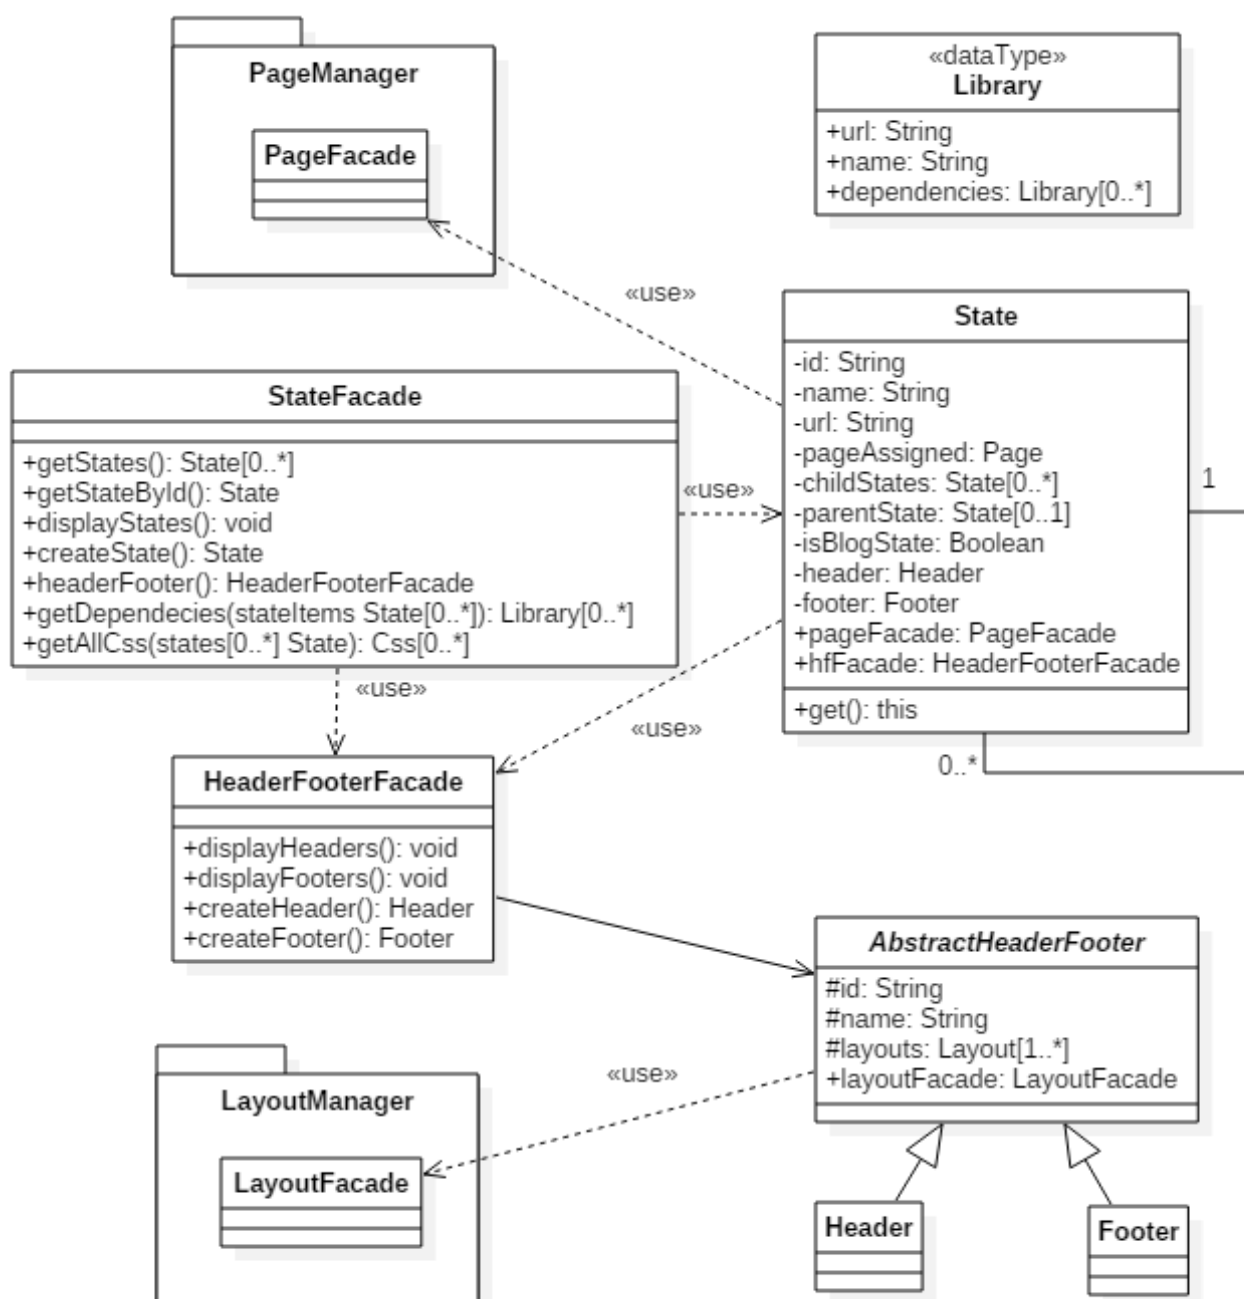 PageManager
PageFacade
«dataType»
Library
+url: String
+name: String
+dependencies: Library[0..*]
«use»
State
-id: String
-name: String
-url: String
-pageAssigned: Page
-childStates: State[0..*]
-parentState: State[0..1]
-isBlogState: Boolean
-header: Header
-footer: Footer
+pageFacade: PageFacade
+hfFacade: HeaderFooterFacade
+get(): this
1
0..*
StateFacade
+getStates(): State[0..*]
+getStateById(): State
+displayStates(): void
+createState(): State
+headerFooter(): HeaderFooterFacade
+getDependecies(stateItems State[0..*]): Library[0..*]
+getAllCss(states[0..*] State): Css[0..*]
«use»
«use»
«use»
HeaderFooterFacade
+displayHeaders(): void
+displayFooters(): void
+createHeader(): Header
+createFooter(): Footer
AbstractHeaderFooter
#id: String
#name: String
#layouts: Layout[1..*]
+layoutFacade: LayoutFacade
«use»
LayoutManager
LayoutFacade
Header
Footer